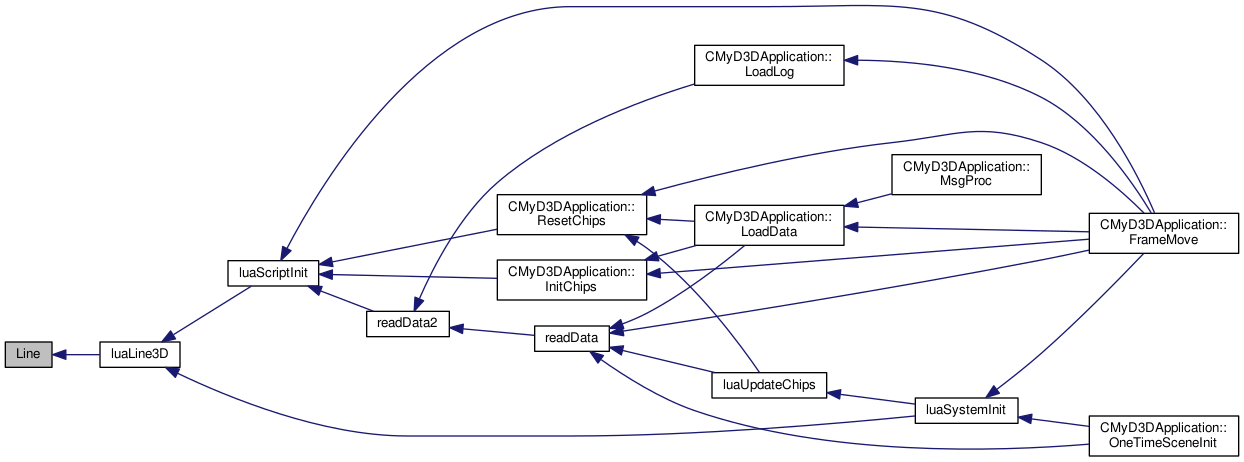 CMyD3DApplication::
LoadLog
CMyD3DApplication::
MsgProc
CMyD3DApplication::
ResetChips
CMyD3DApplication::
LoadData
CMyD3DApplication::
FrameMove
luaScriptInit
CMyD3DApplication::
InitChips
readData2
readData
Line
luaLine3D
luaUpdateChips
luaSystemInit
CMyD3DApplication::
OneTimeSceneInit